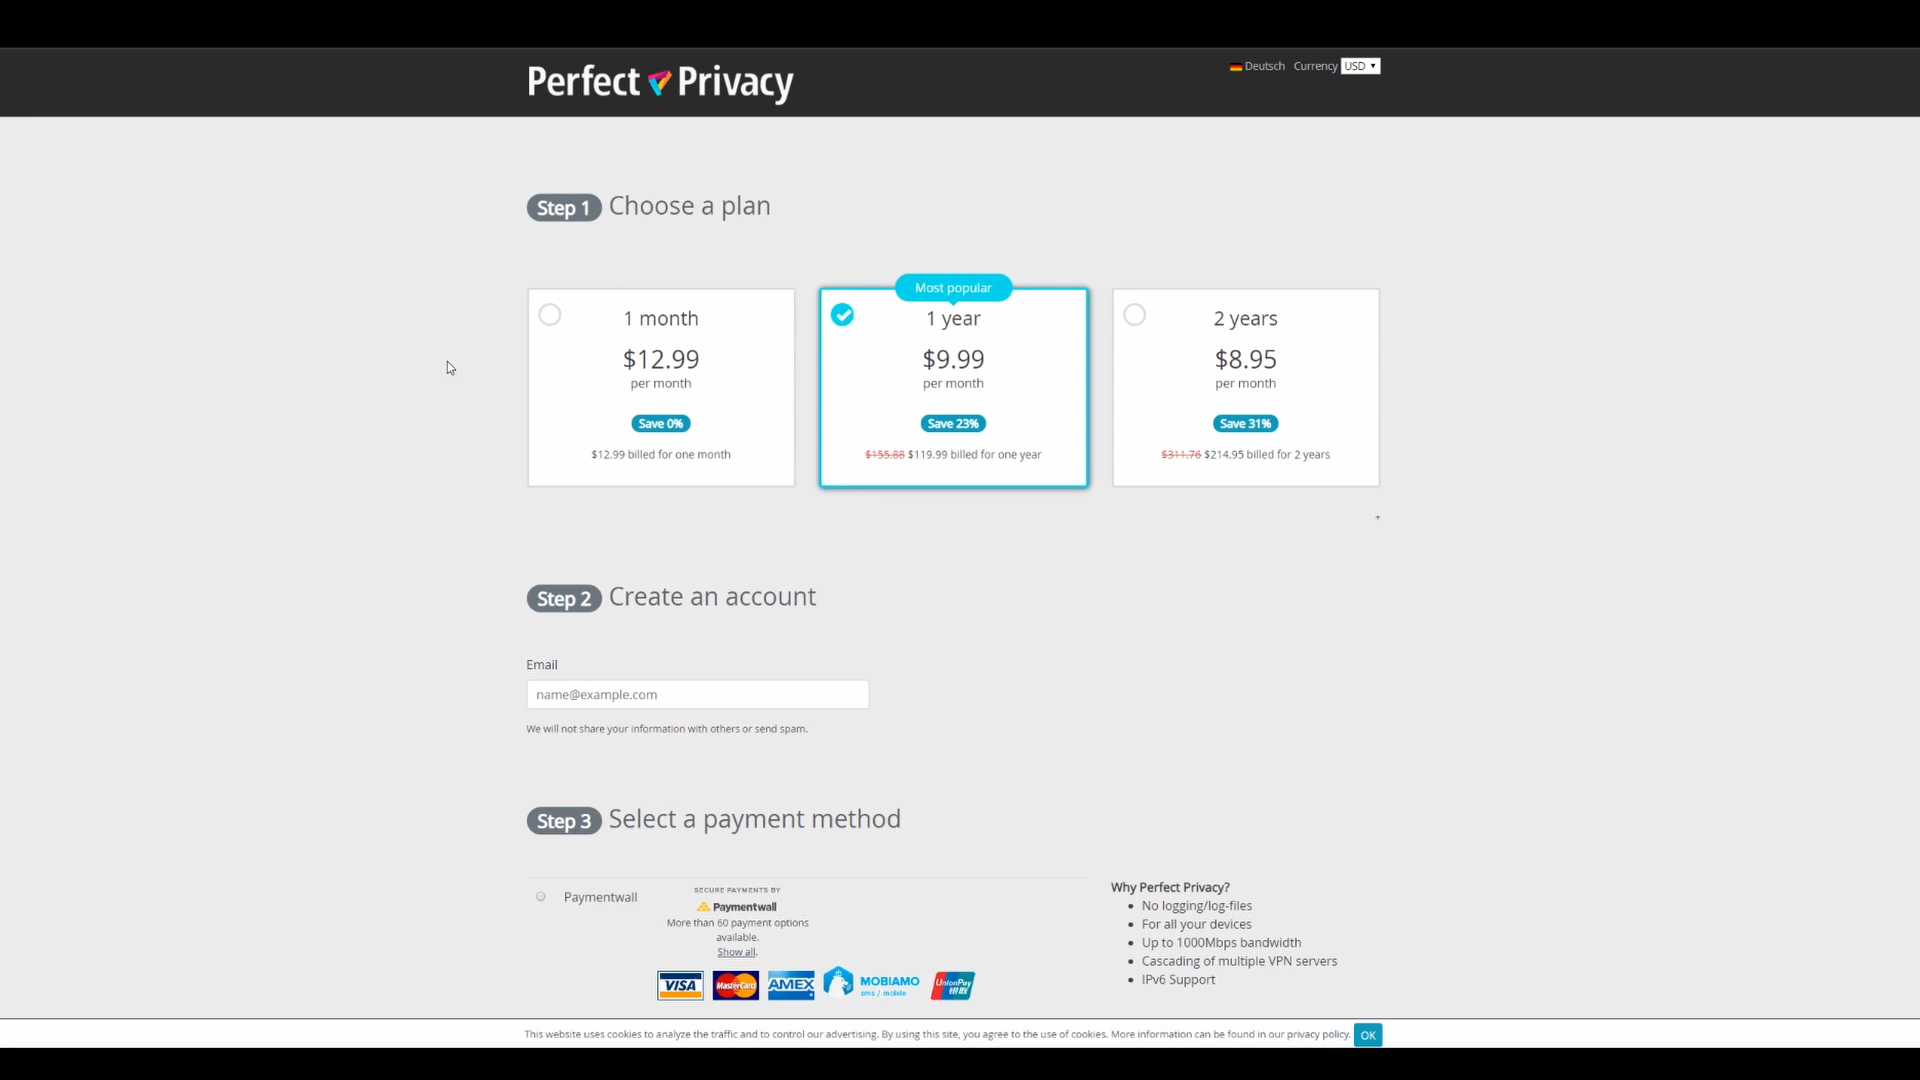 Perfect Privacy
Deutsch Currency USD
Step 1 Choose a plan
Most popular
1 month
$12.99
per month
Save 0%
$12.99 billed for one month
1 year
$9.99
per month
Save 23%
$155.88 $119.99 billed for one year
2 years
$8.95
per month
Save 31%
$311.76 $214.95 billed for 2 years
+
Step 2 Create an account
Email
name@example.com
We will not share your information with others or send spam.
Step 3 Select a payment method
Paymentwall
SECURE PAYMENTS BY
Paymentwall
More than 60 payment options
available.
Show all.
VISA MasterCard AMEX MOBIAMO
sms / mobile
UnionPay
银联
Why Perfect Privacy?
No logging/log-files
For all your devices
Up to 1000Mbps bandwidth
Cascading of multiple VPN servers
IPv6 Support
This website uses cookies to analyze the traffic and to control our advertising. By using this site, you agree to the use of cookies. More information can be found in our privacy policy. OK